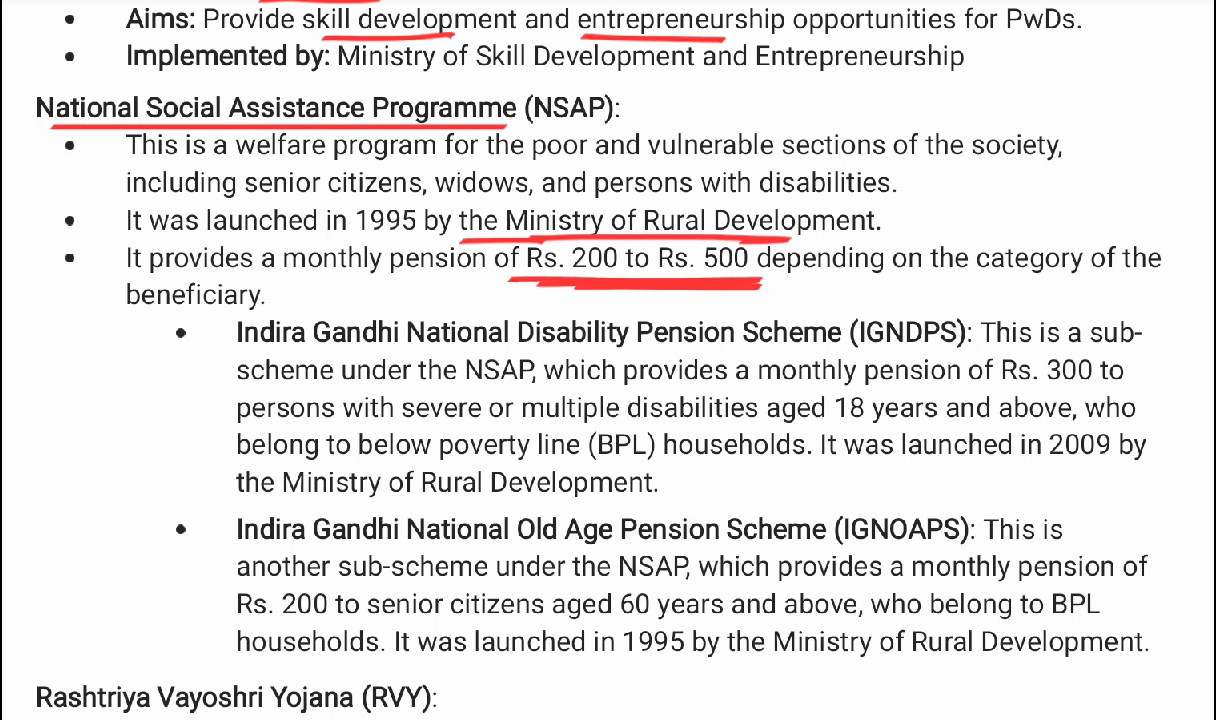 • Aims: Provide skill development and entrepreneurship opportunities for PwDs.
• Implemented by: Ministry of Skill Development and Entrepreneurship
National Social Assistance Programme (NSAP):
• This is a welfare program for the poor and vulnerable sections of the society,
including senior citizens, widows, and persons with disabilities.
• It was launched in 1995 by the Ministry of Rural Development.
• It provides a monthly pension of Rs. 200 to Rs. 500 depending on the category of the
beneficiary.
• Indira Gandhi National Disability Pension Scheme (IGNDPS): This is a sub-
scheme under the NSAP, which provides a monthly pension of Rs. 300 to
persons with severe or multiple disabilities aged 18 years and above, who
belong to below poverty line (BPL) households. It was launched in 2009 by
the Ministry of Rural Development.
• Indira Gandhi National Old Age Pension Scheme (IGNOAPS): This is
another sub-scheme under the NSAP, which provides a monthly pension of
Rs. 200 to senior citizens aged 60 years and above, who belong to BPL
households. It was launched in 1995 by the Ministry of Rural Development.
Rashtriya Vayoshri Yojana (RVY):